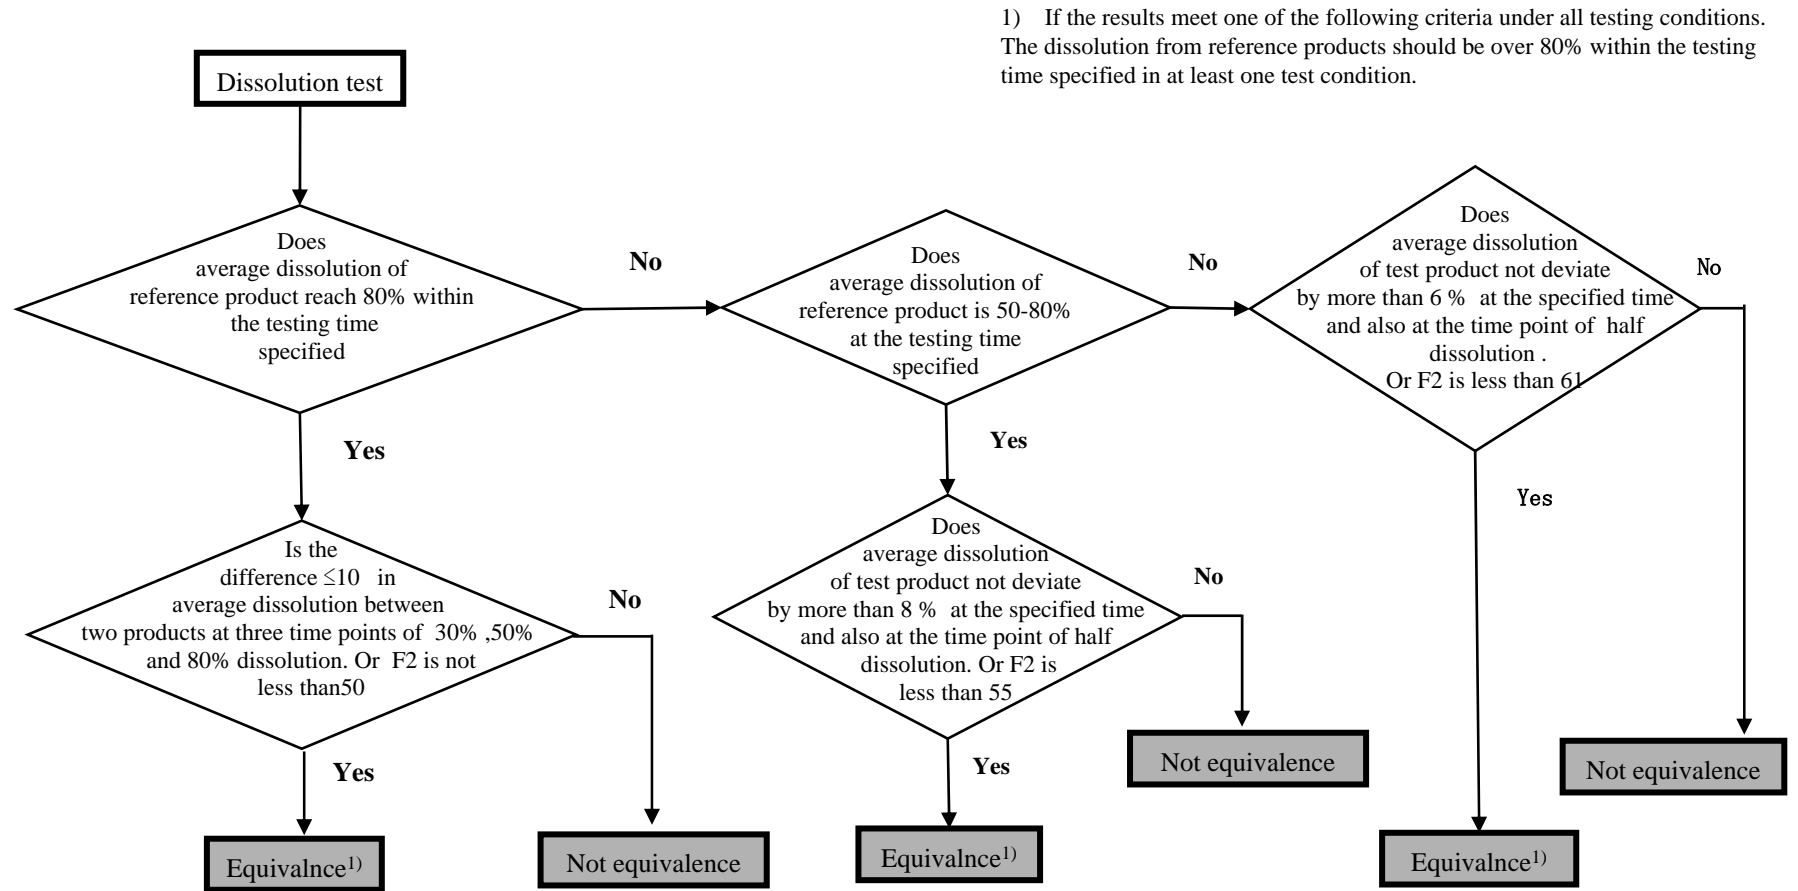 1) If the results meet one of the following criteria under all testing conditions.
The dissolution from reference products should be over 80% within the testing
time specified in at least one test condition.
Dissolution test
Does
average dissolution of
reference product reach 80% within
the testing time
specified
No
Does
average dissolution of
reference product is 50-80%
at the testing time
specified
No
Does
average dissolution
of test product not deviate
by more than 6 % at the specified time
and also at the time point of half
dissolution .
Or F2 is less than 61
No
Yes
Yes
Yes
Is the
difference ≤10 in
average dissolution between
two products at three time points of 30% ,50%
and 80% dissolution. Or F2 is not
less than50
No
Does
average dissolution
of test product not deviate
by more than 8 % at the specified time
and also at the time point of half
dissolution. Or F2 is
less than 55
No
Yes
Yes
Not equivalence
Not equivalence
Equivalnce1)
Not equivalence
Equivalnce1)
Equivalnce1)